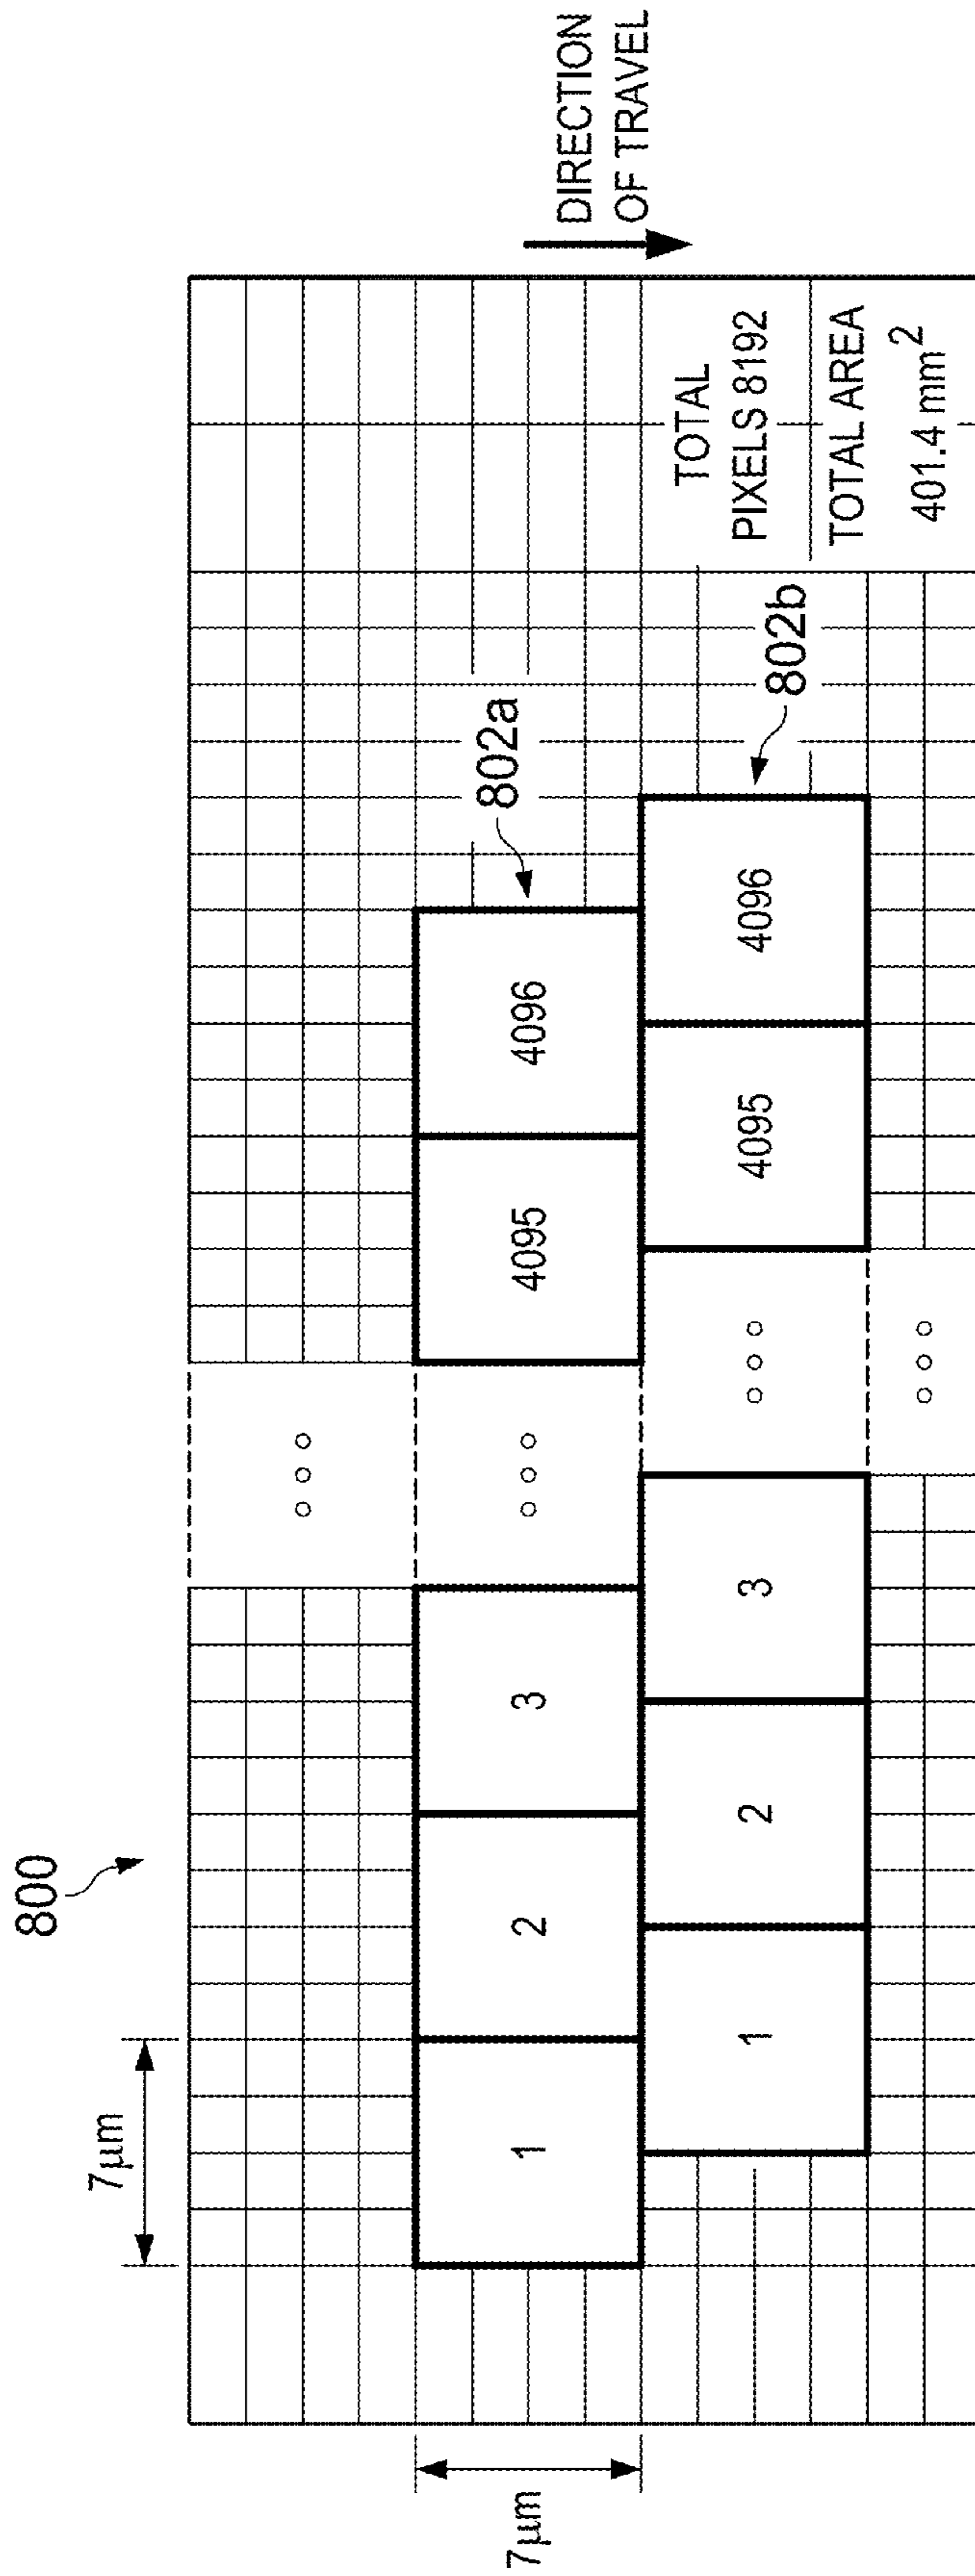 800
7μm
7μm
DIRECTION
OF TRAVEL
1
2
3
4095
4096
802a
1
2
3
4095
4096
802b
TOTAL
PIXELS 8192
TOTAL AREA
401.4 mm²